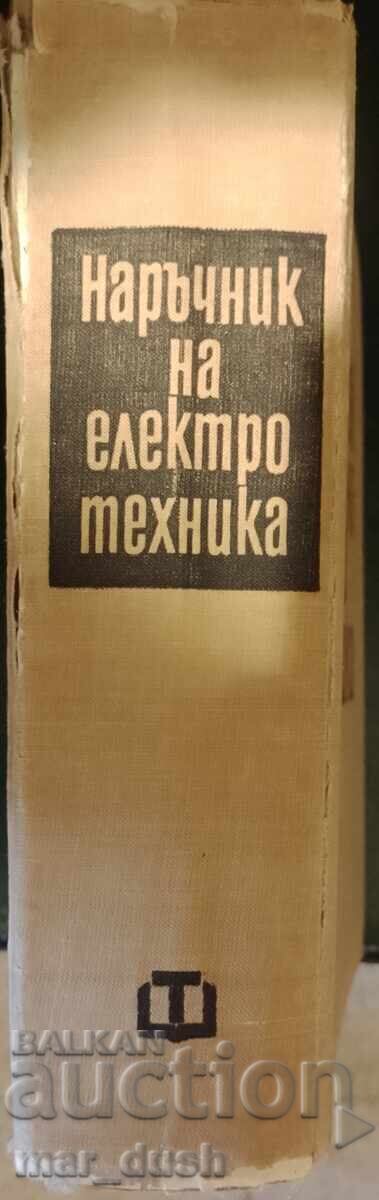 Наръчник
на
електро
техника
Т
BALKAN
auction
mar_dush